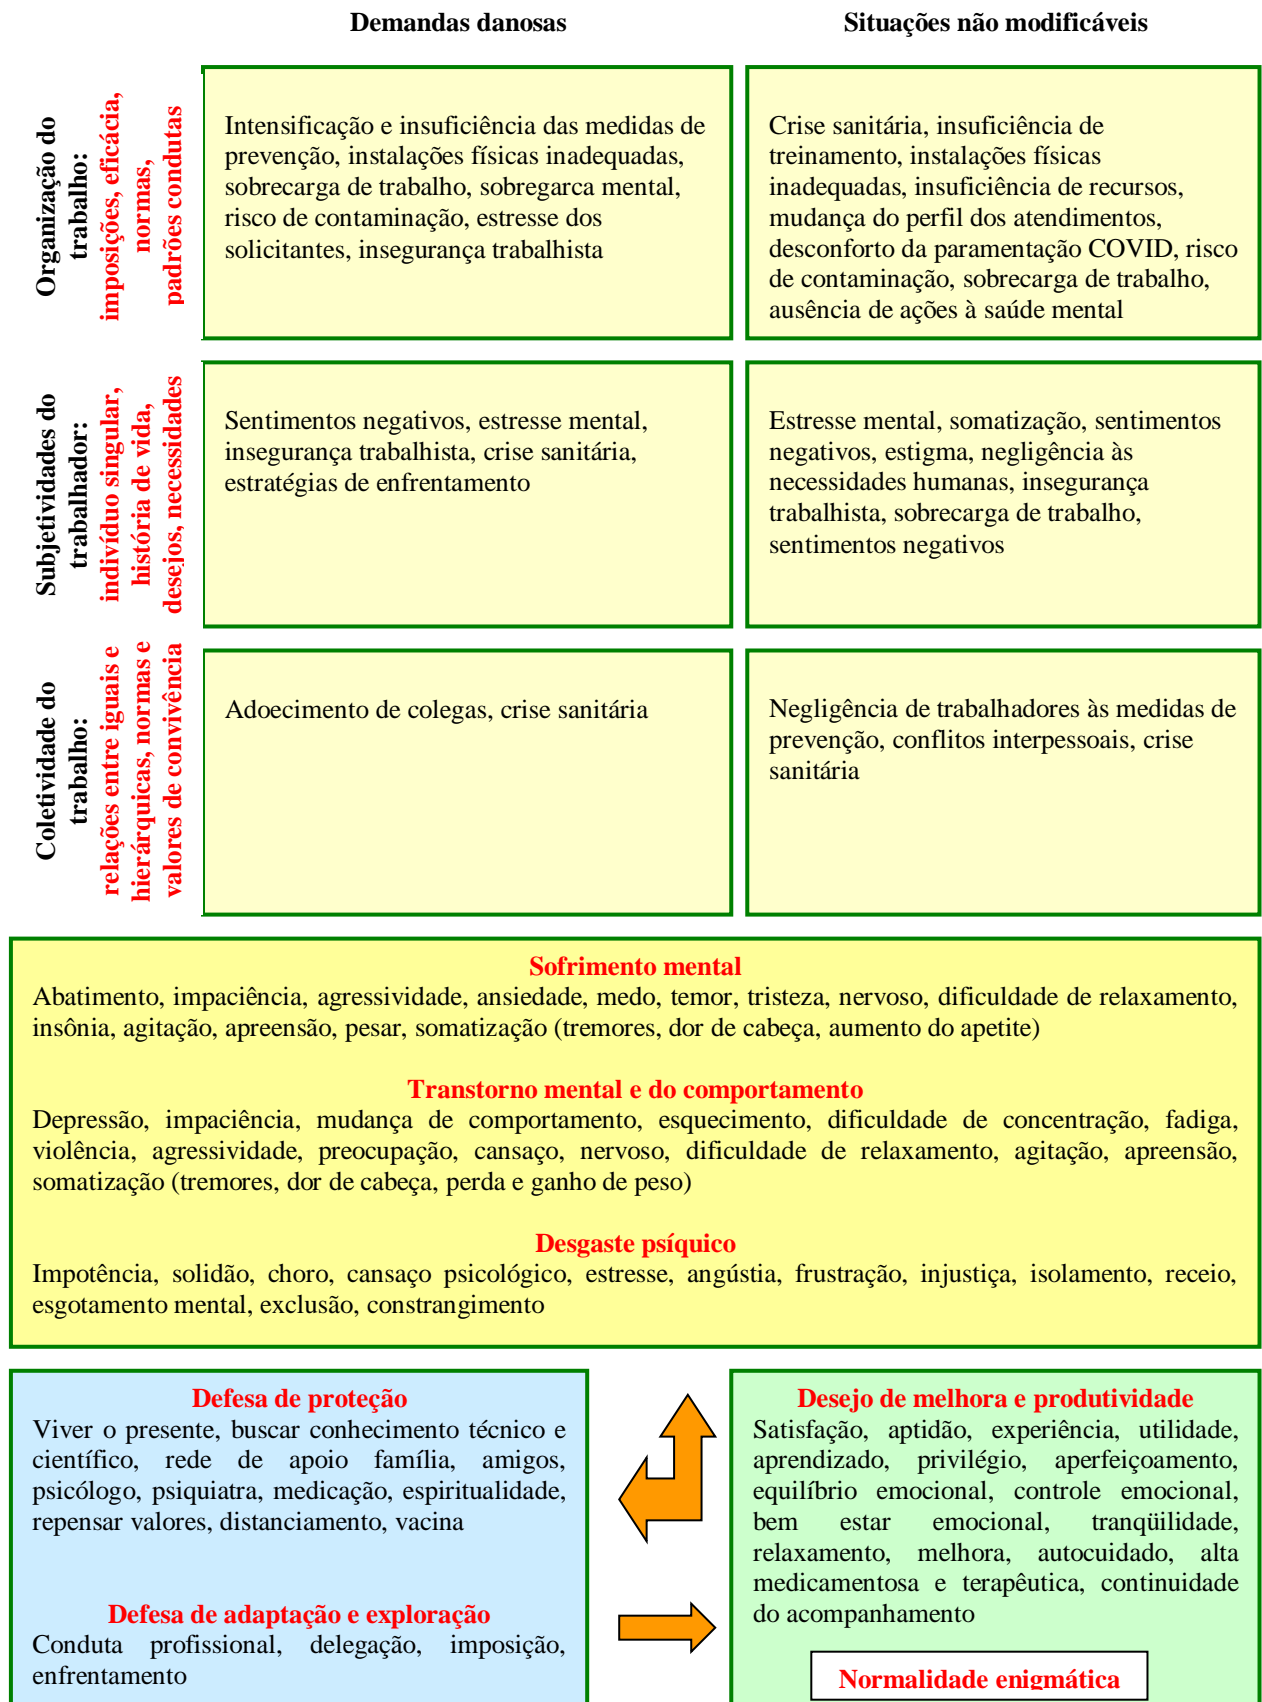 Demandas danosas
Situações não modificáveis
Organização do
trabalho:
imposições, eficácia,
normas,
padrões condutas
Intensificação e insuficiência das medidas de
prevenção, instalações físicas inadequadas,
sobrecarga de trabalho, sobregarca mental,
risco de contaminação, estresse dos
solicitantes, insegurança trabalhista
Crise sanitária, insuficiência de
treinamento, instalações físicas
inadequadas, insuficiência de recursos,
mudança do perfil dos atendimentos,
desconforto da paramentação COVID, risco
de contaminação, sobrecarga de trabalho,
ausência de ações à saúde mental
Subjetividades do
trabalhador:
indivíduo singular,
história de vida,
desejos, necessidades
Sentimentos negativos, estresse mental,
insegurança trabalhista, crise sanitária,
estratégias de enfrentamento
Estresse mental, somatização, sentimentos
negativos, estigma, negligência às
necessidades humanas, insegurança
trabalhista, sobrecarga de trabalho,
sentimentos negativos
Coletividade do
trabalho:
relações entre iguais e
hierárquicas, normas e
valores de convivência
Adoecimento de colegas, crise sanitária
Negligência de trabalhadores às medidas de
prevenção, conflitos interpessoais, crise
sanitária
Sofrimento mental
Abatimento, impaciência, agressividade, ansiedade, medo, temor, tristeza, nervoso, dificuldade de relaxamento,
insônia, agitação, apreensão, pesar, somatização (tremores, dor de cabeça, aumento do apetite)
Transtorno mental e do comportamento
Depressão, impaciência, mudança de comportamento, esquecimento, dificuldade de concentração, fadiga,
violência, agressividade, preocupação, cansaço, nervoso, dificuldade de relaxamento, agitação, apreensão,
somatização (tremores, dor de cabeça, perda e ganho de peso)
Desgaste psíquico
Impotência, solidão, choro, cansaço psicológico, estresse, angústia, frustração, injustiça, isolamento, receio,
esgotamento mental, exclusão, constrangimento
Defesa de proteção
Viver o presente, buscar conhecimento técnico e
científico, rede de apoio família, amigos,
psicólogo, psiquiatra, medicação, espiritualidade,
repensar valores, distanciamento, vacina
Defesa de adaptação e exploração
Conduta profissional, delegação, imposição,
enfrentamento
Desejo de melhora e produtividade
Satisfação, aptidão, experiência, utilidade,
aprendizado, privilégio, aperfeiçoamento,
equilíbrio emocional, controle emocional,
bem estar emocional, tranqüilidade,
relaxamento, melhora, autocuidado, alta
medicamentosa e terapêutica, continuidade
do acompanhamento
Normalidade enigmática